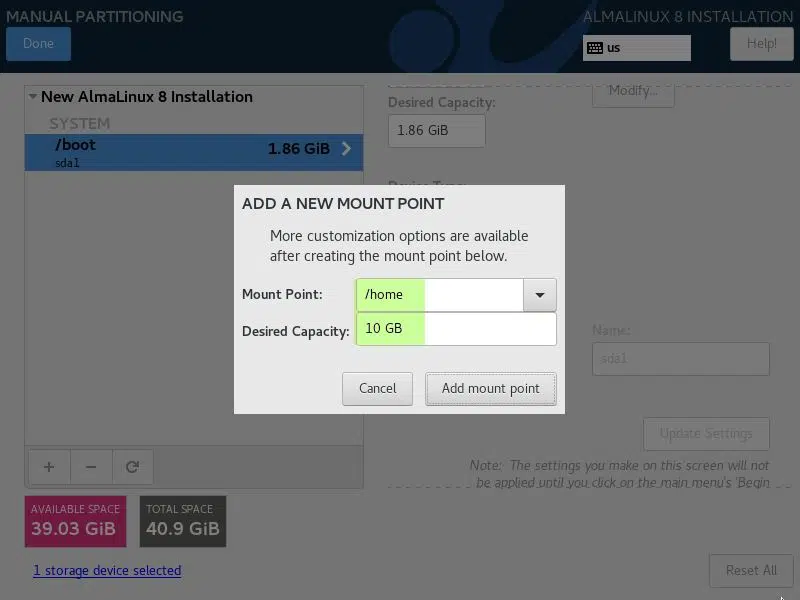 MANUAL PARTITIONING
ALMALINUX 8 INSTALLATION
Done
us
Help!
New AlmaLinux 8 Installation
SYSTEM
/boot
1.86 GiB
sda1
Modify...
Desired Capacity:
1.86 GiB
Device Type:
ADD A NEW MOUNT POINT
More customization options are available
after creating the mount point below.
Mount Point:
/home
Desired Capacity:
10 GB
Cancel
Add mount point
Name:
sda1
Update Settings
Note: The settings you make on this screen will not
be applied until you click on the main menu's 'Begin
AVAILABLE SPACE
39.03 GiB
TOTAL SPACE
40.9 GiB
1 storage device selected
Reset All